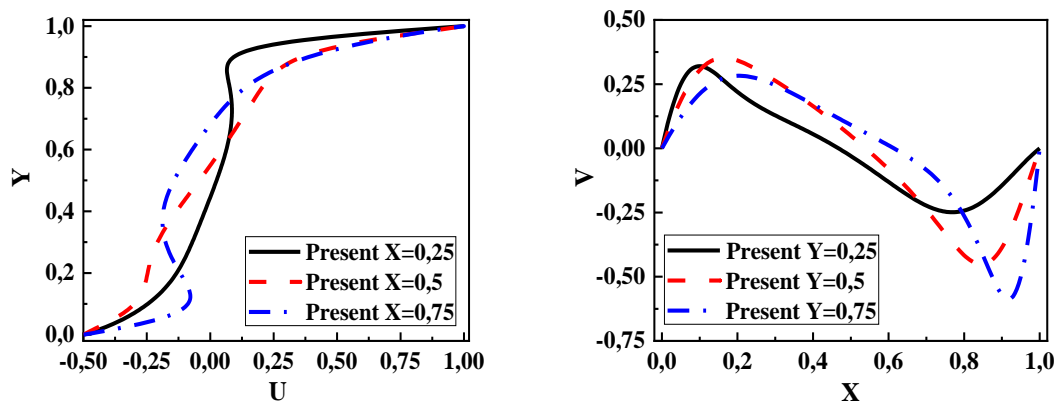 1,0
0,8
0,6
0,4
0,2
0,0
Y
-0,50
-0,25
0,00
0,25
0,50
0,75
1,00
U
Present X=0,25
Present X=0,5
Present X=0,75
0,50
0,25
0,00
-0,25
-0,50
-0,75
V
0,0
0,2
0,4
0,6
0,8
1,0
X
Present Y=0,25
Present Y=0,5
Present Y=0,75